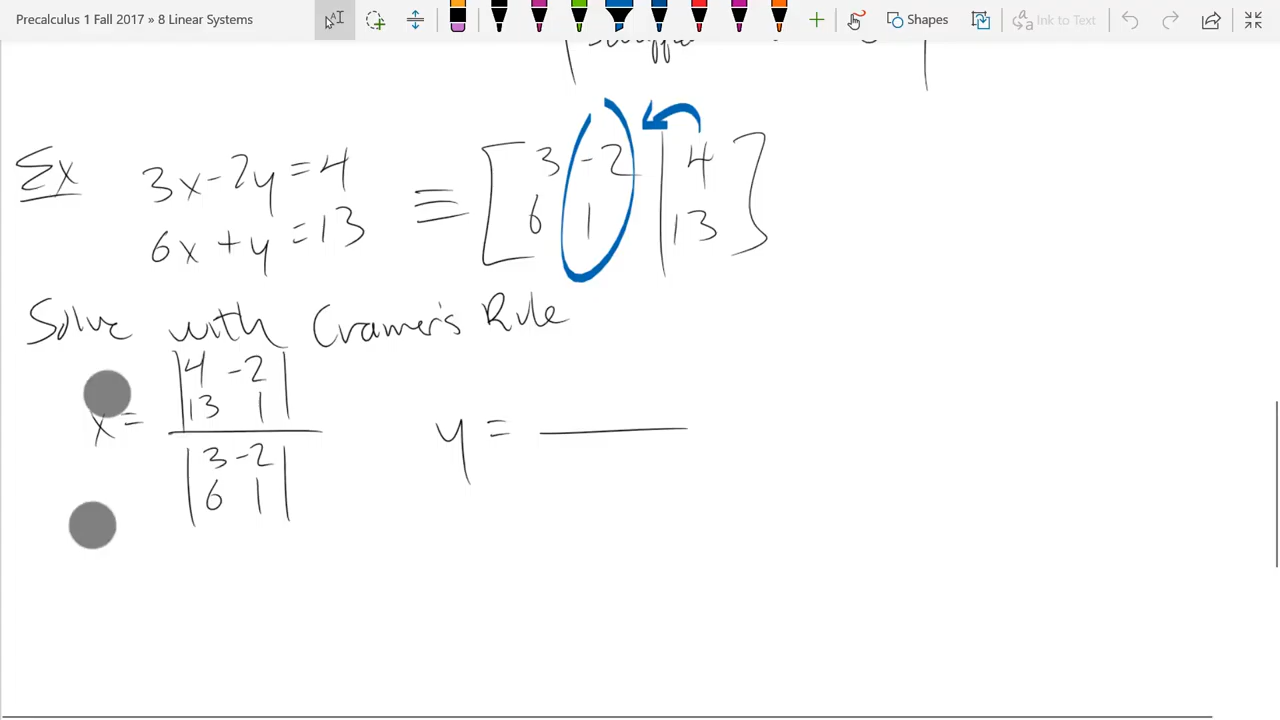 Precalculus 1 Fall 2017 » 8 Linear Systems
Shapes
Ink to Text
Ex 3x-2y=4 ≡ [3 -2 | 4]
6x+y=13 [6 1 | 13]
Solve with Cramer's Rule
|4 -2|
|13 1|
x= y=
|3 -2|
|6 1|